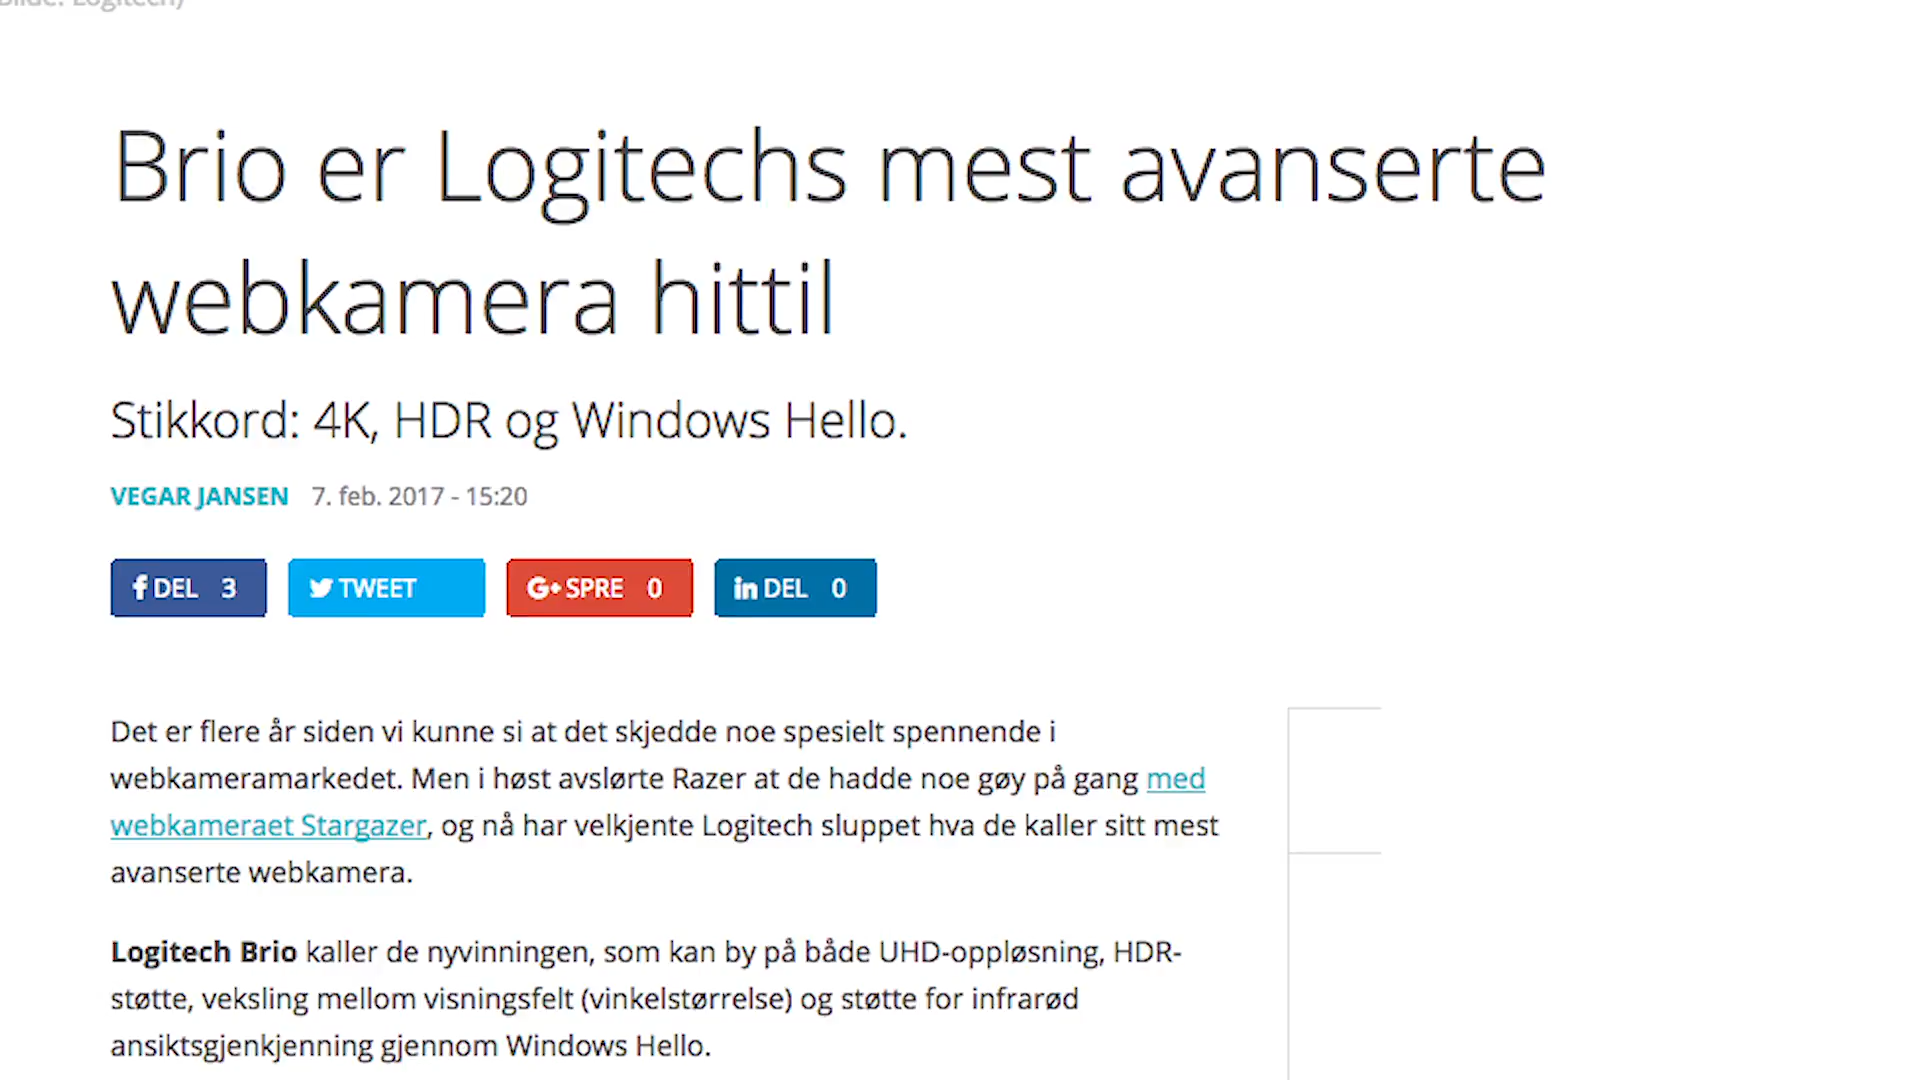 Bilde: Logitech)
Brio er Logitechs mest avanserte
webkamera hittil
Stikkord: 4K, HDR og Windows Hello.
VEGAR JANSEN 7. feb. 2017 - 15:20
DEL 3 TWEET G+ SPRE 0 in DEL 0
Det er flere år siden vi kunne si at det skjedde noe spesielt spennende i
webkameramarkedet. Men i høst avslørte Razer at de hadde noe gøy på gang med
webkameraet Stargazer, og nå har velkjente Logitech sluppet hva de kaller sitt mest
avanserte webkamera.
Logitech Brio kaller de nyvinningen, som kan by på både UHD-oppløsning, HDR-
støtte, veksling mellom visningsfelt (vinkelstørrelse) og støtte for infrarød
ansiktsgjenkjenning gjennom Windows Hello.